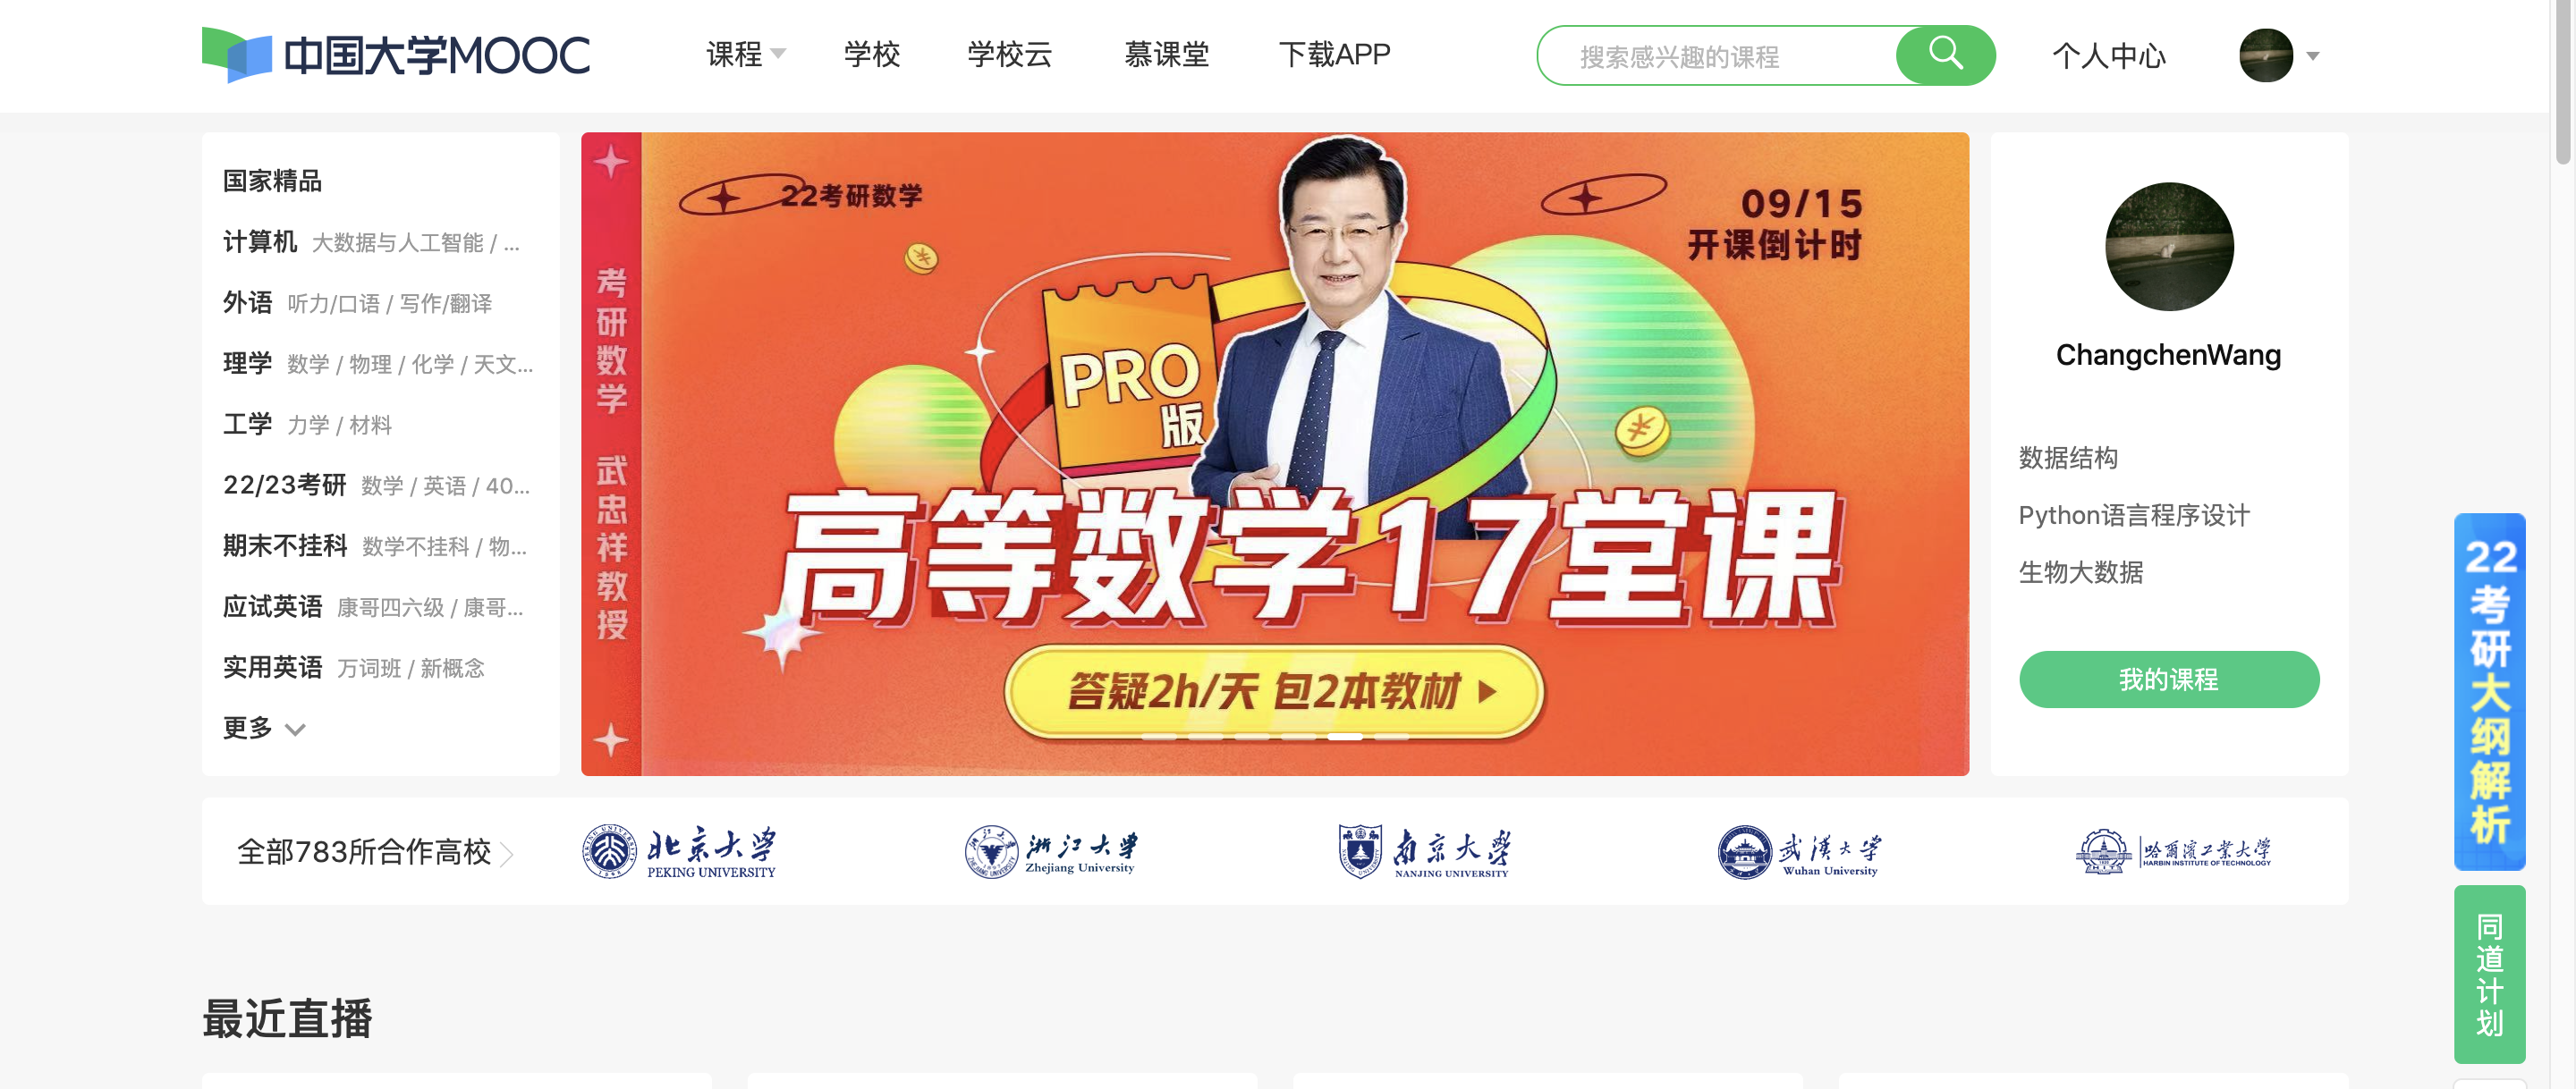 中国大学MOOC
课程
学校
学校云
慕课堂
下载APP
搜索感兴趣的课程
个人中心
国家精品
计算机 大数据与人工智能 / ...
外语 听力/口语 / 写作/翻译
理学 数学 / 物理 / 化学 / 天文...
工学 力学 / 材料
22/23考研 数学 / 英语 / 40...
期末不挂科 数学不挂科 / 物...
应试英语 康哥四六级 / 康哥...
实用英语 万词班 / 新概念
更多
考研数学 武忠祥教授
22考研数学
09/15
开课倒计时
PRO
版
高等数学17堂课
答疑2h/天 包2本教材
ChangchenWang
数据结构
Python语言程序设计
生物大数据
我的课程
22考研大纲解析
同道计划
全部783所合作高校
北京大学
PEKING UNIVERSITY
浙江大学
Zhejiang University
南京大学
NANJING UNIVERSITY
武汉大学
Wuhan University
哈尔滨工业大学
HARBIN INSTITUTE OF TECHNOLOGY
最近直播